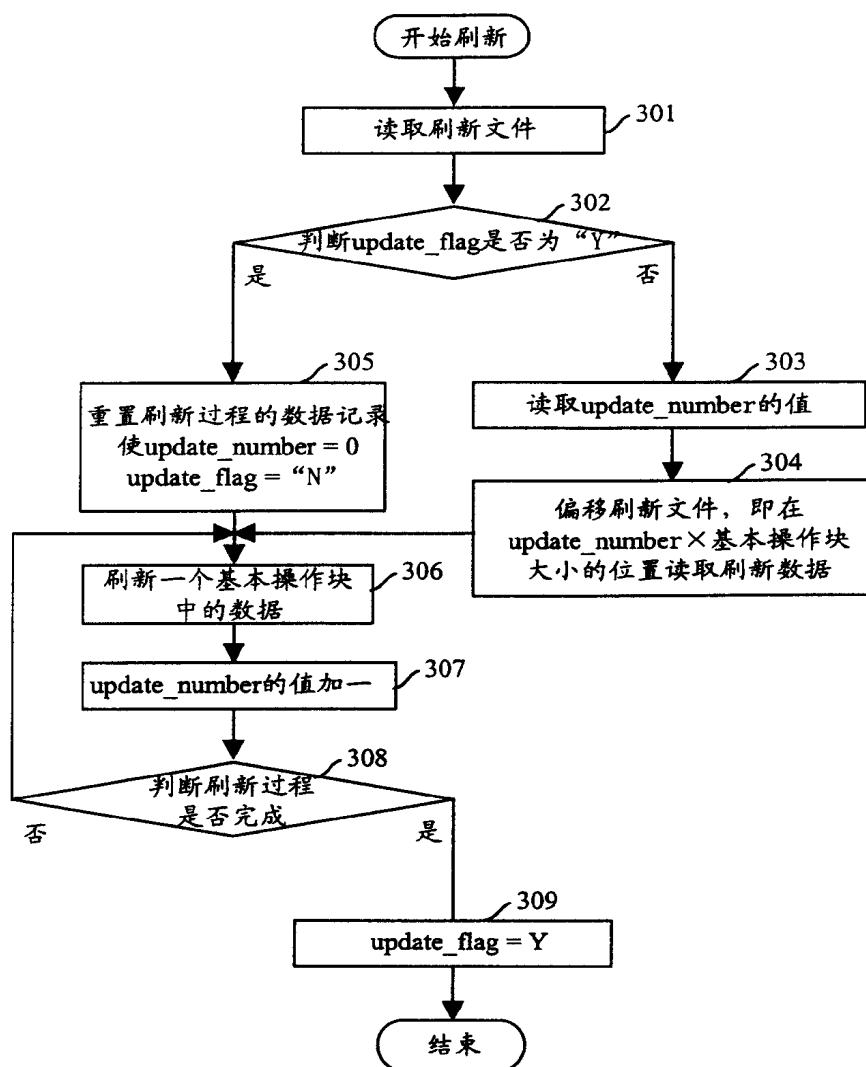 开始刷新
读取刷新文件
301
302
判断update_flag是否为“Y”
是
否
305
303
重置刷新过程的数据记录
使update_number = 0
update_flag = “N”
读取update_number的值
304
偏移刷新文件，即在
update_number×基本操作块
大小的位置读取刷新数据
刷新一个基本操作块
中的数据
306
update_number的值加一
307
308
判断刷新过程
是否完成
否
是
309
update_flag = Y
结束